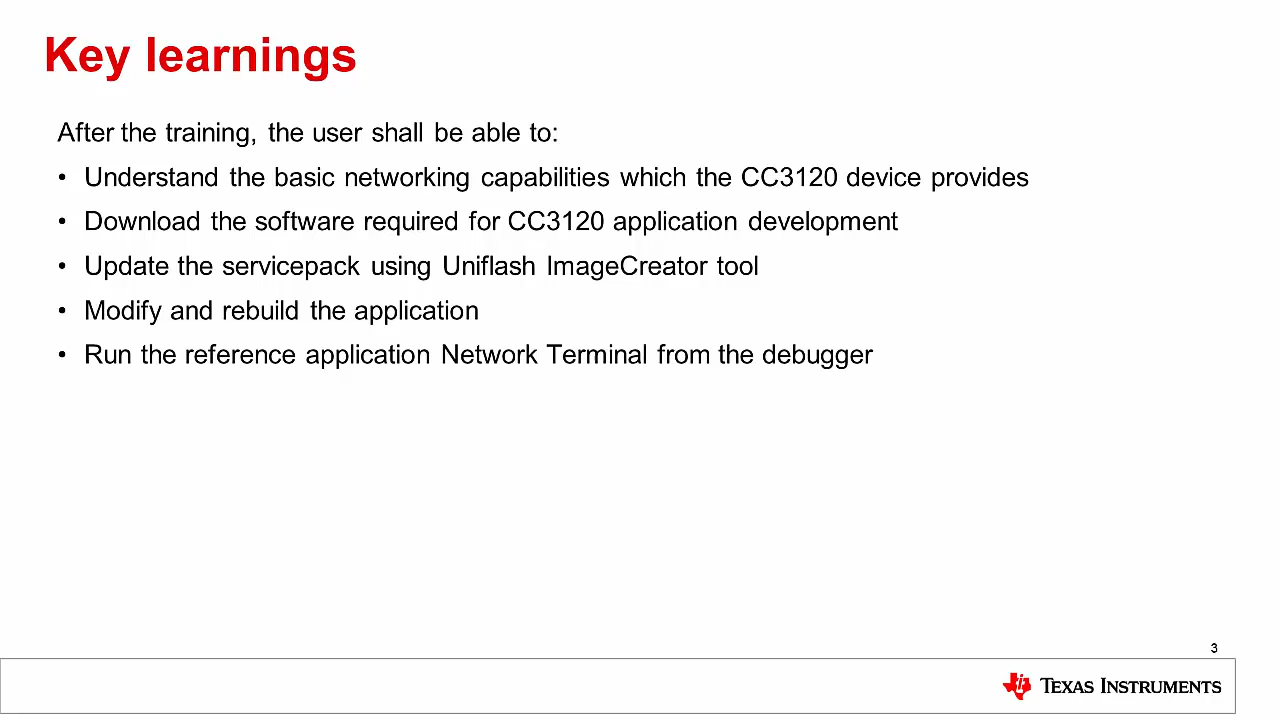 Key learnings
After the training, the user shall be able to:
• Understand the basic networking capabilities which the CC3120 device provides
• Download the software required for CC3120 application development
• Update the servicepack using Uniflash ImageCreator tool
• Modify and rebuild the application
• Run the reference application Network Terminal from the debugger
3
TEXAS INSTRUMENTS